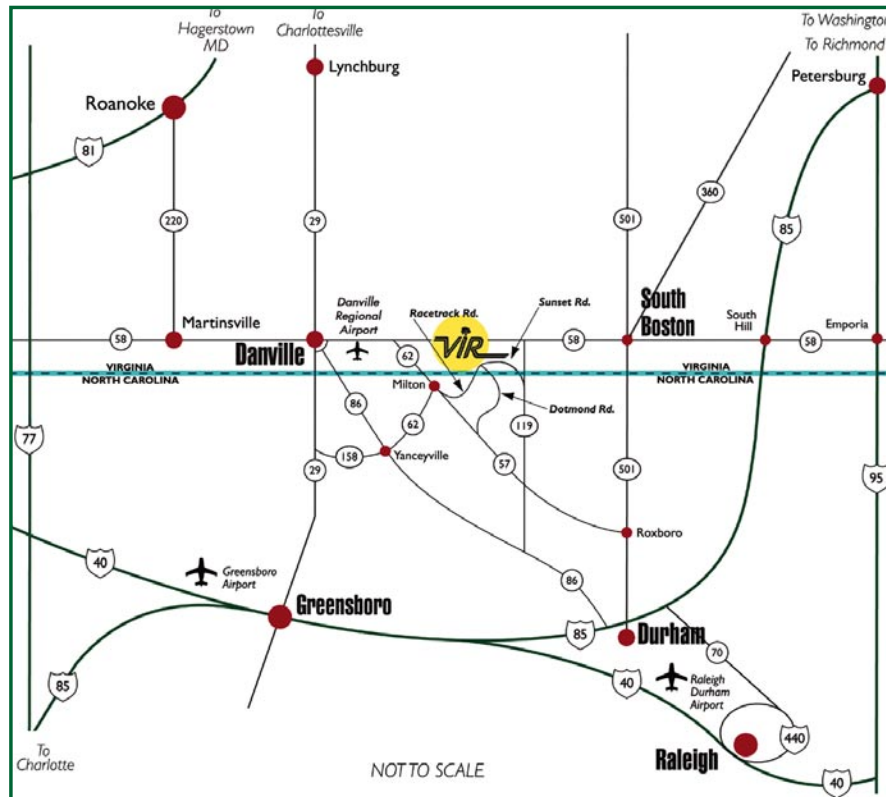 To
Hagerstown
MD
To
Charlottesville
To Washington
To Richmond
Lynchburg
Petersburg
Roanoke
81
220
29
501
360
85
Martinsville
Danville
Regional
Airport
Racetrack Rd.
Sunset Rd.
South
Boston
South
Hill
Emporia
58
Danville
62
VIR
58
58
VIRGINIA
NORTH CAROLINA
VIRGINIA
NORTH CAROLINA
Milton
86
62
Dotmond Rd.
119
77
158
Yanceyville
29
57
501
95
Roxboro
40
Greensboro
Airport
86
Greensboro
85
Durham
70
85
40
Raleigh
Durham
Airport
440
To
Charlotte
NOT TO SCALE
Raleigh
40